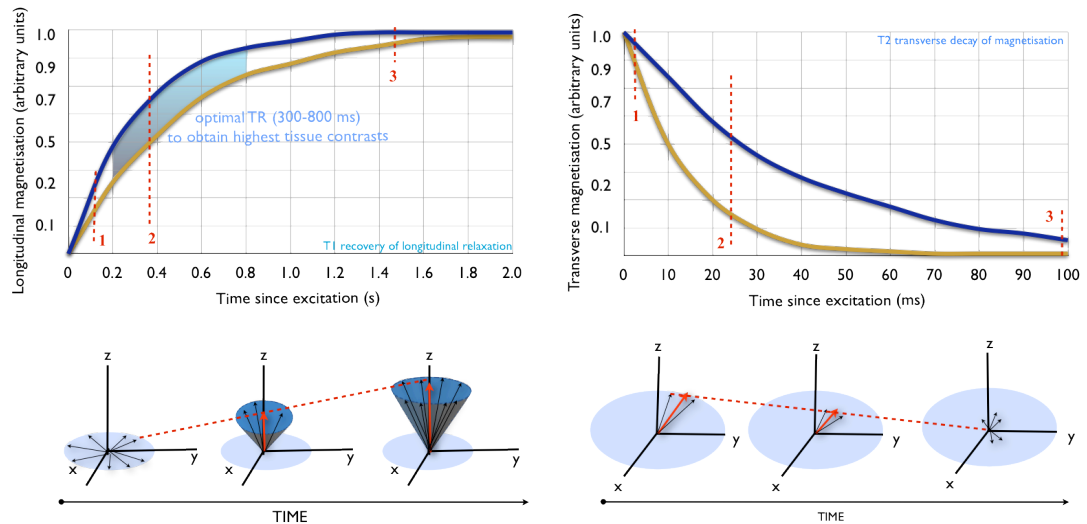 Longitudinal magnetisation (arbitrary units)
1.0
0.9
0.7
0.5
0.2
0.1
optimal TR (300-800 ms)
to obtain highest tissue contrasts
1
2
3
T1 recovery of longitudinal relaxation
0 0.2 0.4 0.6 0.8 1.0 1.2 1.4 1.6 1.8 2.0
Time since excitation (s)
Transverse magnetisation (arbitrary units)
1.0
0.9
0.7
0.5
0.2
0.1
T2 transverse decay of magnetisation
1
2
3
0 10 20 30 40 50 60 70 80 90 100
Time since excitation (ms)
z
x
y
z
x
y
z
x
y
TIME
z
x
y
z
x
y
z
x
y
TIME